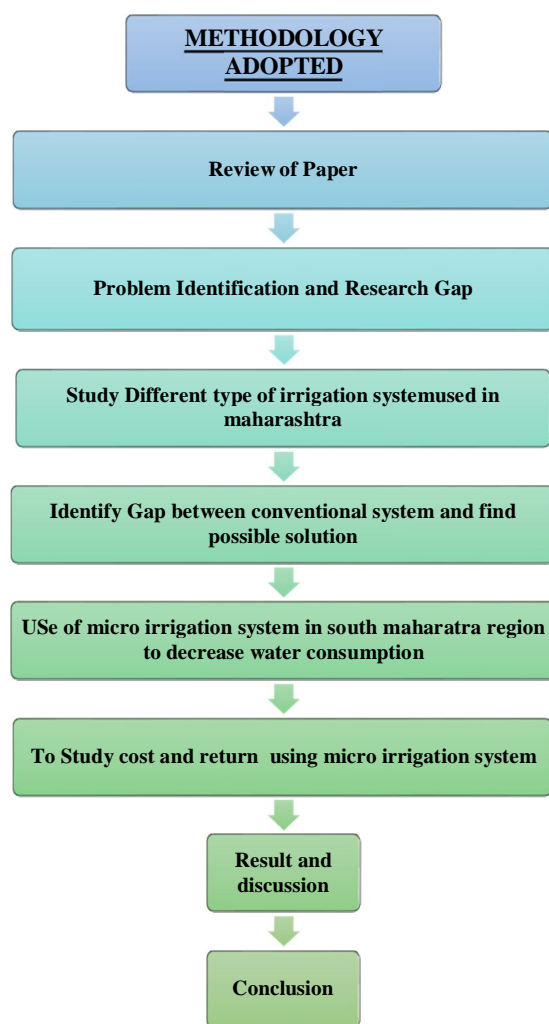 METHODOLOGY
ADOPTED
Review of Paper
Problem Identification and Research Gap
Study Different type of irrigation systemused in
maharashtra
Identify Gap between conventional system and find
possible solution
USe of micro irrigation system in south maharatra region
to decrease water consumption
To Study cost and return using micro irrigation system
Result and
discussion
Conclusion